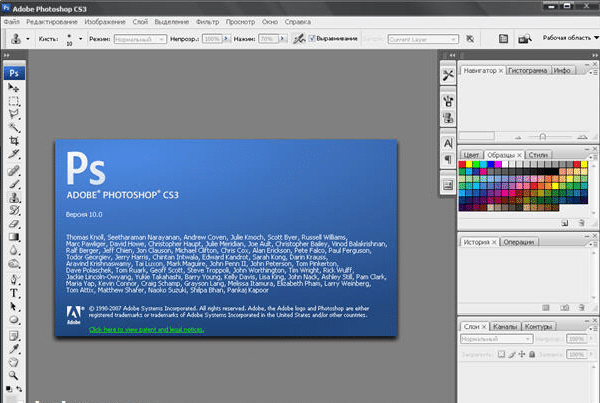 Adobe Photoshop CS3
Файл Редактирование Изображение Слой Выделение Фильтр Просмотр Окно Справка
Кисть: 10 Режим: Нормальный Непрозр.: 100% Нажим: 70% Выравнивание Current Layer Рабочая область
Ps
Навигатор Гистограмма Инфо
Цвет Образцы Стили
История Операции
Слои Каналы Контуры
Нормальный Непрозр.: 100%
100%
Ps
ADOBE® PHOTOSHOP® CS3
Версия 10.0
Thomas Knoll, Seetharaman Narayanan, Andrew Coven, Julie Kmoch, Scott Byer, Russell Williams,
Marc Pawliger, David Howe, Christopher Haupt, Julie Meridian, Joe Ault, Christopher Bailey, Vinod Balakrishnan,
Ralf Berger, Jeff Chien, Jon Clauson, Michael Clifton, Chris Cox, Alan Erickson, Pete Falco, Paul Ferguson,
Todor Georgiev, Jerry Harris, Chintan Intwala, Edward Kandrot, Sarah Kong, Darin Krauss,
Aravind Krishnaswamy, Tai Luxon, Mark Maguire, John Penn II, John Peterson, Tom Pinkerton,
Dave Polaschek, Tom Ruark, Geoff Scott, Steve Troppoli, John Worthington, Tim Wright, Rick Wulff,
Jackie Lincoln-Owyang, Yukie Takahashi, Barry Young, Kelly Davis, Lisa King, John Nack, Ashley Still, Pam Clark,
Maria Yap, Kevin Connor, Craig Schamp, Grayson Lang, Melissa Itamura, Elizabeth Pham, Larry Weinberg,
Tom Attix, Matthew Shafer, Naoko Suzuki, Shilpa Bhan, Pankaj Kapoor
© 1990-2007 Adobe Systems Incorporated. All rights reserved. Adobe, the Adobe logo and Photoshop are either
registered trademarks or trademarks of Adobe Systems Incorporated in the United States and/or other countries.
Adobe
Click here to view patent and legal notices.